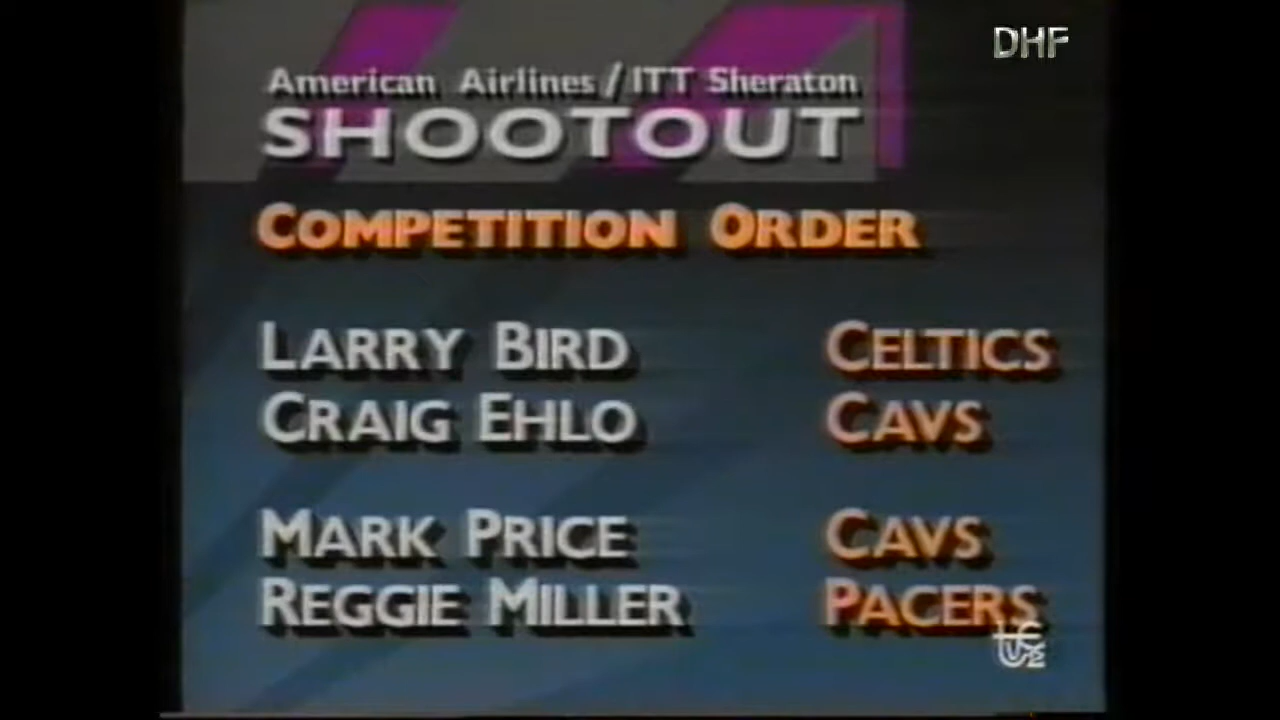 DHF
American Airlines/ITT Sheraton
SHOOTOUT
COMPETITION ORDER
LARRY BIRD CELTICS
CRAIG EHLO CAVS
MARK PRICE CAVS
REGGIE MILLER PACERS